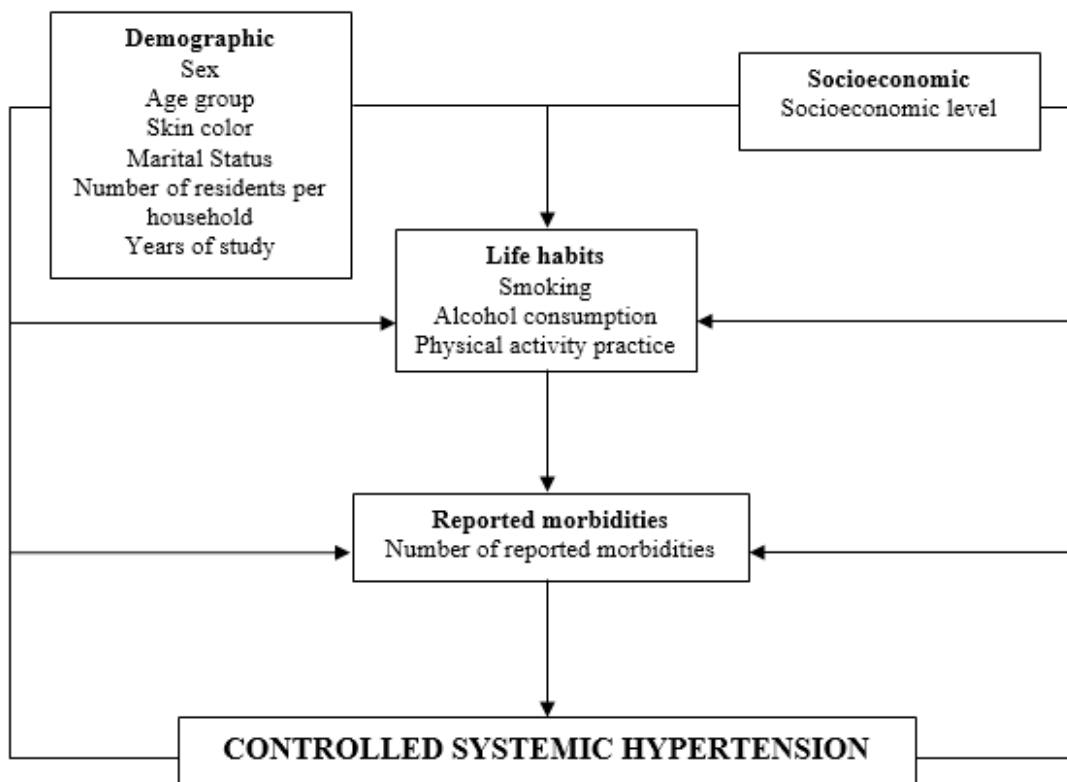 Demographic
Sex
Age group
Skin color
Marital Status
Number of residents per
household
Years of study
Socioeconomic
Socioeconomic level
Life habits
Smoking
Alcohol consumption
Physical activity practice
Reported morbidities
Number of reported morbidities
CONTROLLED SYSTEMIC HYPERTENSION